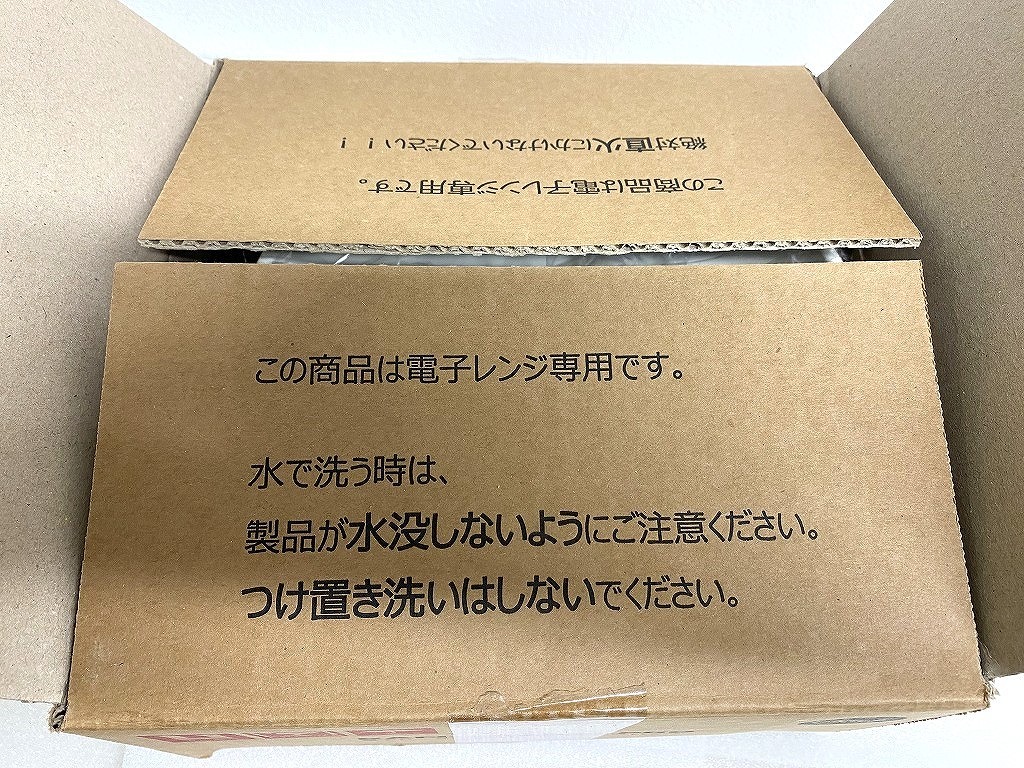 この商品は電子レンジ専用です。
絶対直火にかけないでください!!
この商品は電子レンジ専用です。
水で洗う時は、
製品が水没しないようにご注意ください。
つけ置き洗いはしないでください。